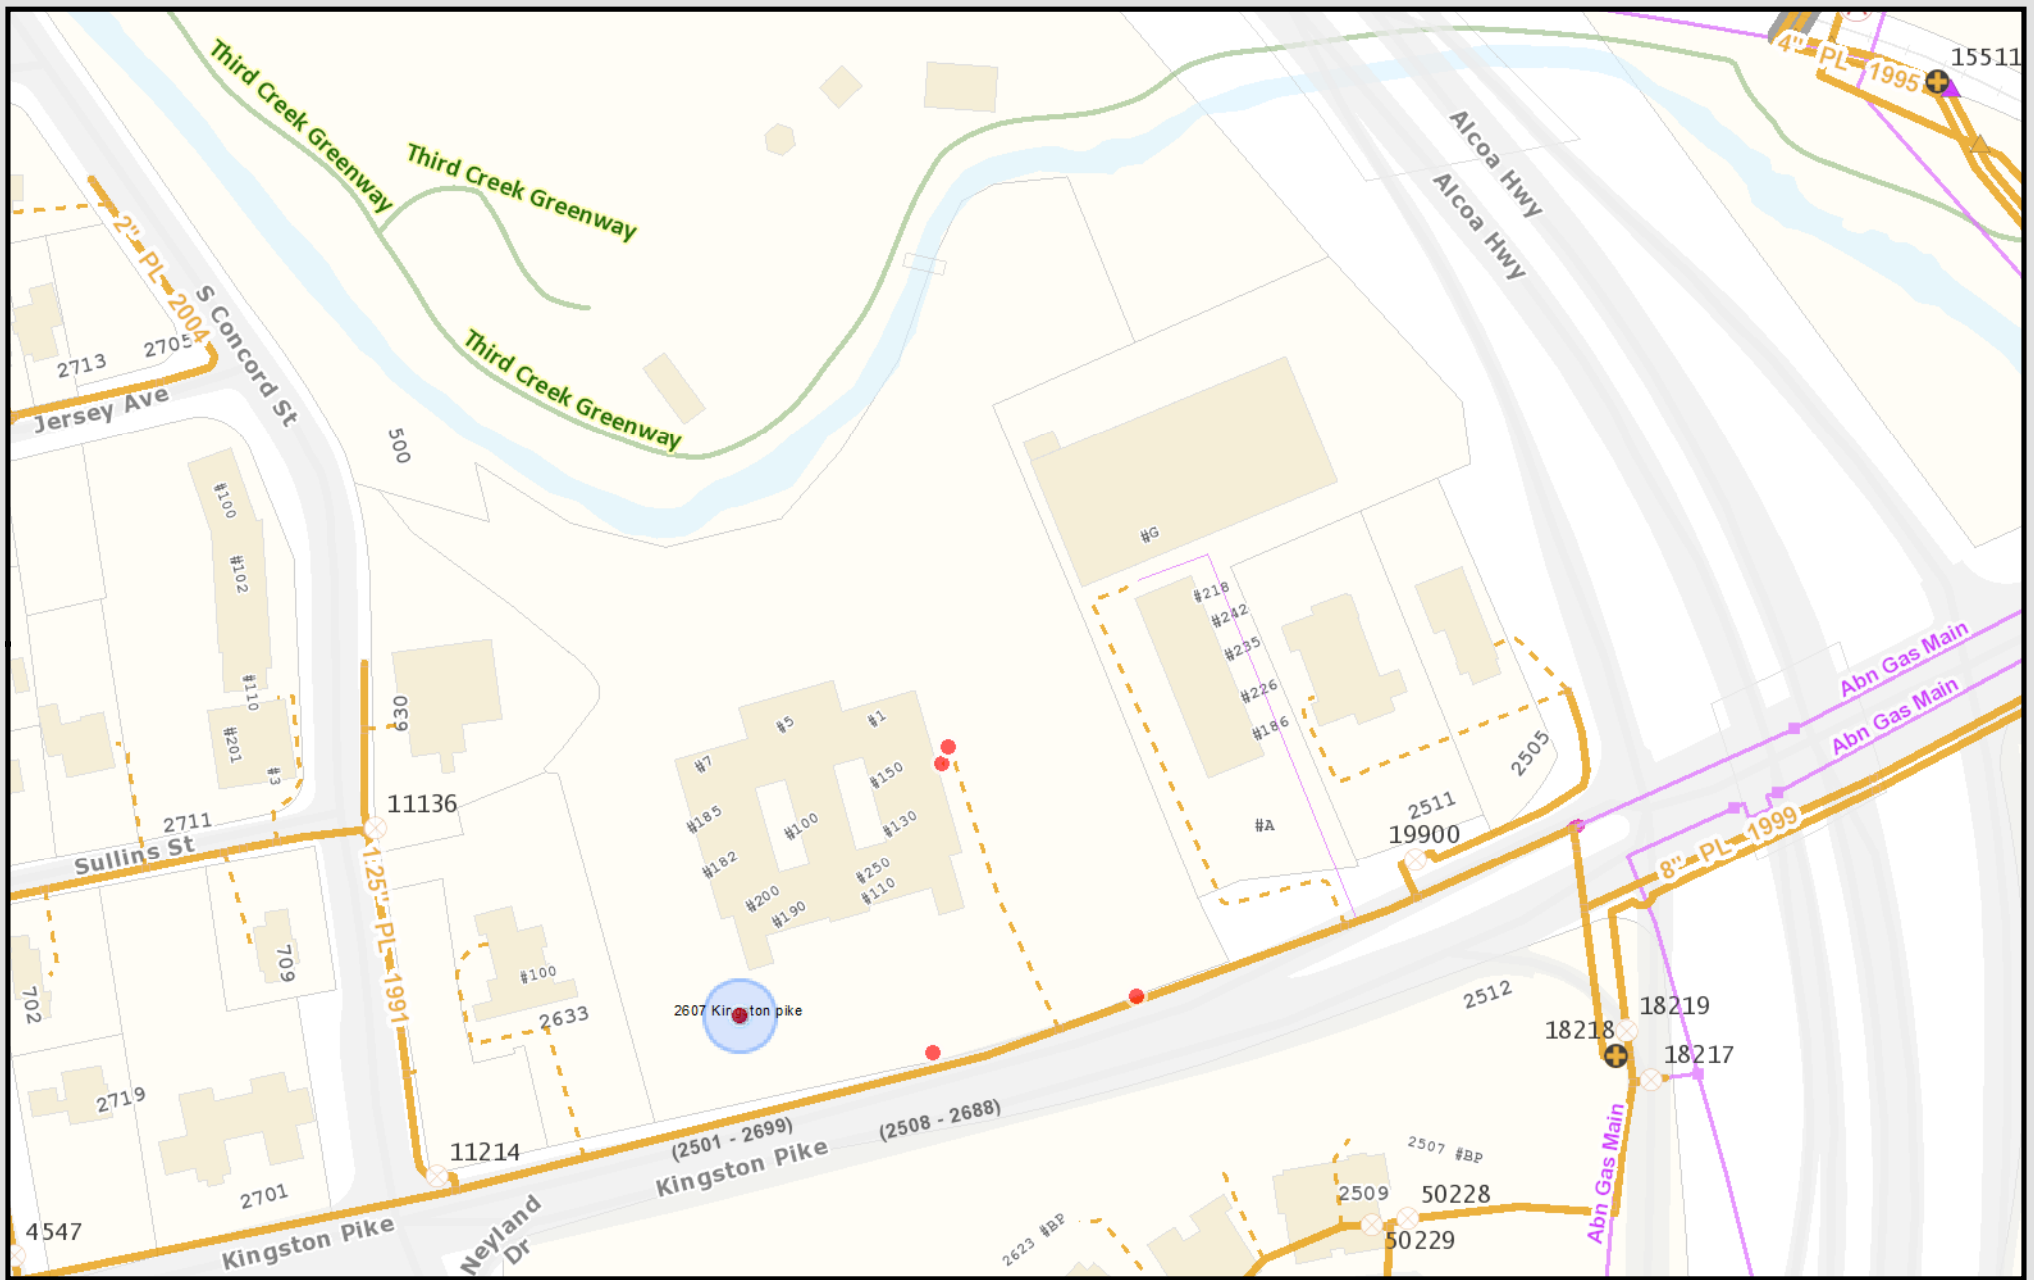 15511
4" PL 1995
Third Creek Greenway
Third Creek Greenway
Alcoa Hwy
Alcoa Hwy
2" PL 2004
S Concord St
2705
2713
Jersey Ave
Third Creek Greenway
500
#100
#102
#110
#201
#3
#G
#218
#242
#235
#226
#186
630
#5
#1
#7
#150
#185
#100
#130
#182
#250
#200
#110
#190
Abn Gas Main
Abn Gas Main
2505
2511
19900
#A
8" PL 1999
11136
2711
Sullins St
1.25" PL 1991
709
702
#100
2633
2607 Kingston pike
2512
18219
18218
18217
2719
(2501 - 2699)
(2508 - 2688)
Kingston Pike
11214
2701
Kingston Pike
Neyland
Dr
4547
2507 #BP
2509
50228
50229
2623 #BP
Abn Gas Main